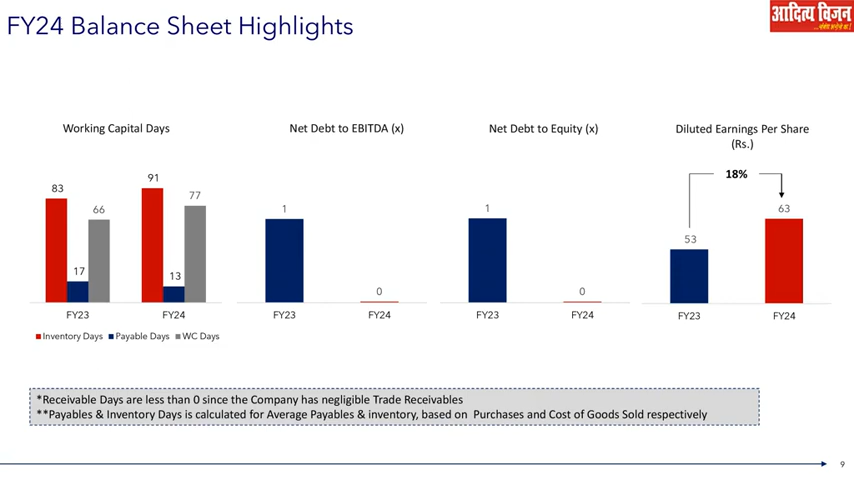 FY24 Balance Sheet Highlights
आदित्य विजन
Working Capital Days
83
17
66
91
13
77
FY23
FY24
Inventory Days
Payable Days
WC Days
Net Debt to EBITDA (x)
1
0
FY23
FY24
Net Debt to Equity (x)
1
0
FY23
FY24
Diluted Earnings Per Share
(Rs.)
18%
53
63
FY23
FY24
*Receivable Days are less than 0 since the Company has negligible Trade Receivables
**Payables & Inventory Days is calculated for Average Payables & inventory, based on Purchases and Cost of Goods Sold respectively
9